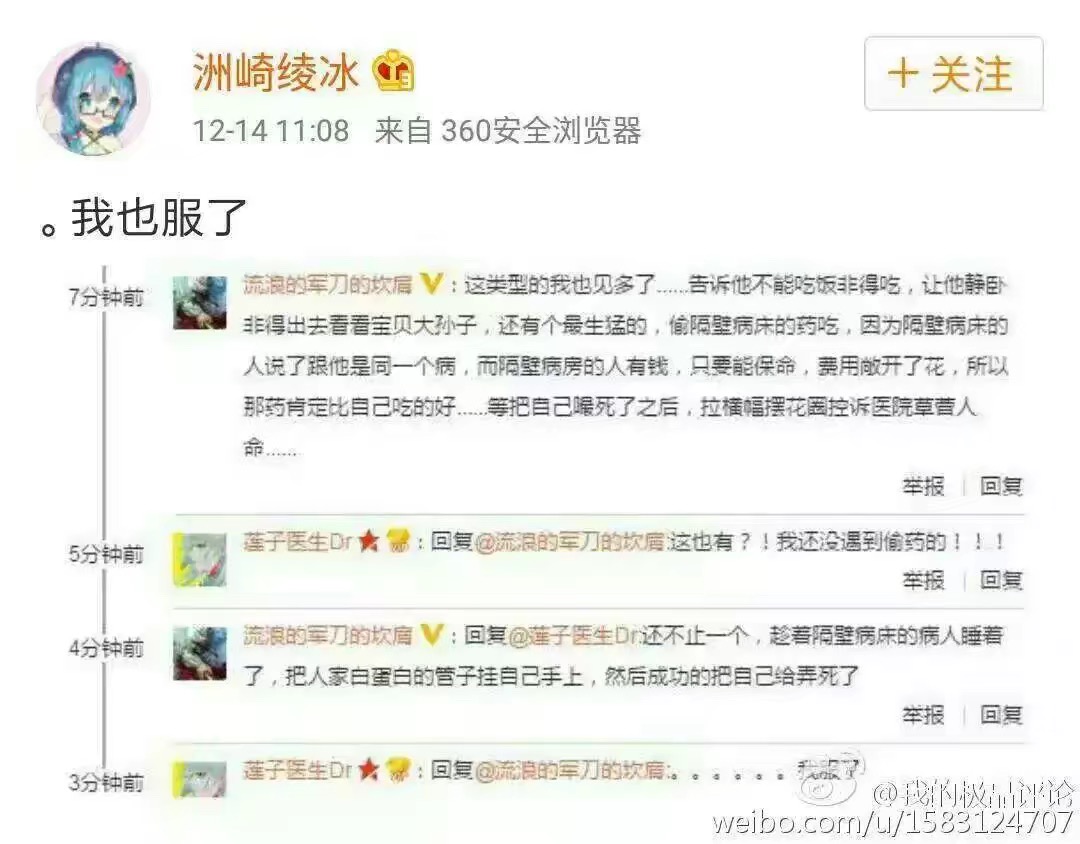 洲崎绫冰
+ 关注
12-14 11:08 来自 360安全浏览器
。我也服了
7分钟前
流浪的军刀的坎肩 V：这类型的我也见多了......告诉他不能吃饭非得吃，让他静卧
非得出去看看宝贝大孙子，还有个最生猛的，偷隔壁病床的药吃，因为隔壁病床的
人说了跟他是同一个病，而隔壁病房的人有钱，只要能保命，费用敞开了花，所以
那药肯定比自己吃的好......等把自己嘬死了之后，拉横幅摆花圈控诉医院草菅人
命......
举报 | 回复
5分钟前
莲子医生Dr：回复@流浪的军刀的坎肩:这也有？！我还没遇到偷药的！！！
举报 | 回复
4分钟前
流浪的军刀的坎肩 V：回复@莲子医生Dr:还不止一个，趁着隔壁病床的病人睡着
了，把人家白蛋白的管子挂自己手上，然后成功的把自己给弄死了
举报 | 回复
3分钟前
莲子医生Dr：回复@流浪的军刀的坎肩:。。。。。。我服了
@我的极品评论
weibo.com/u/1583124707